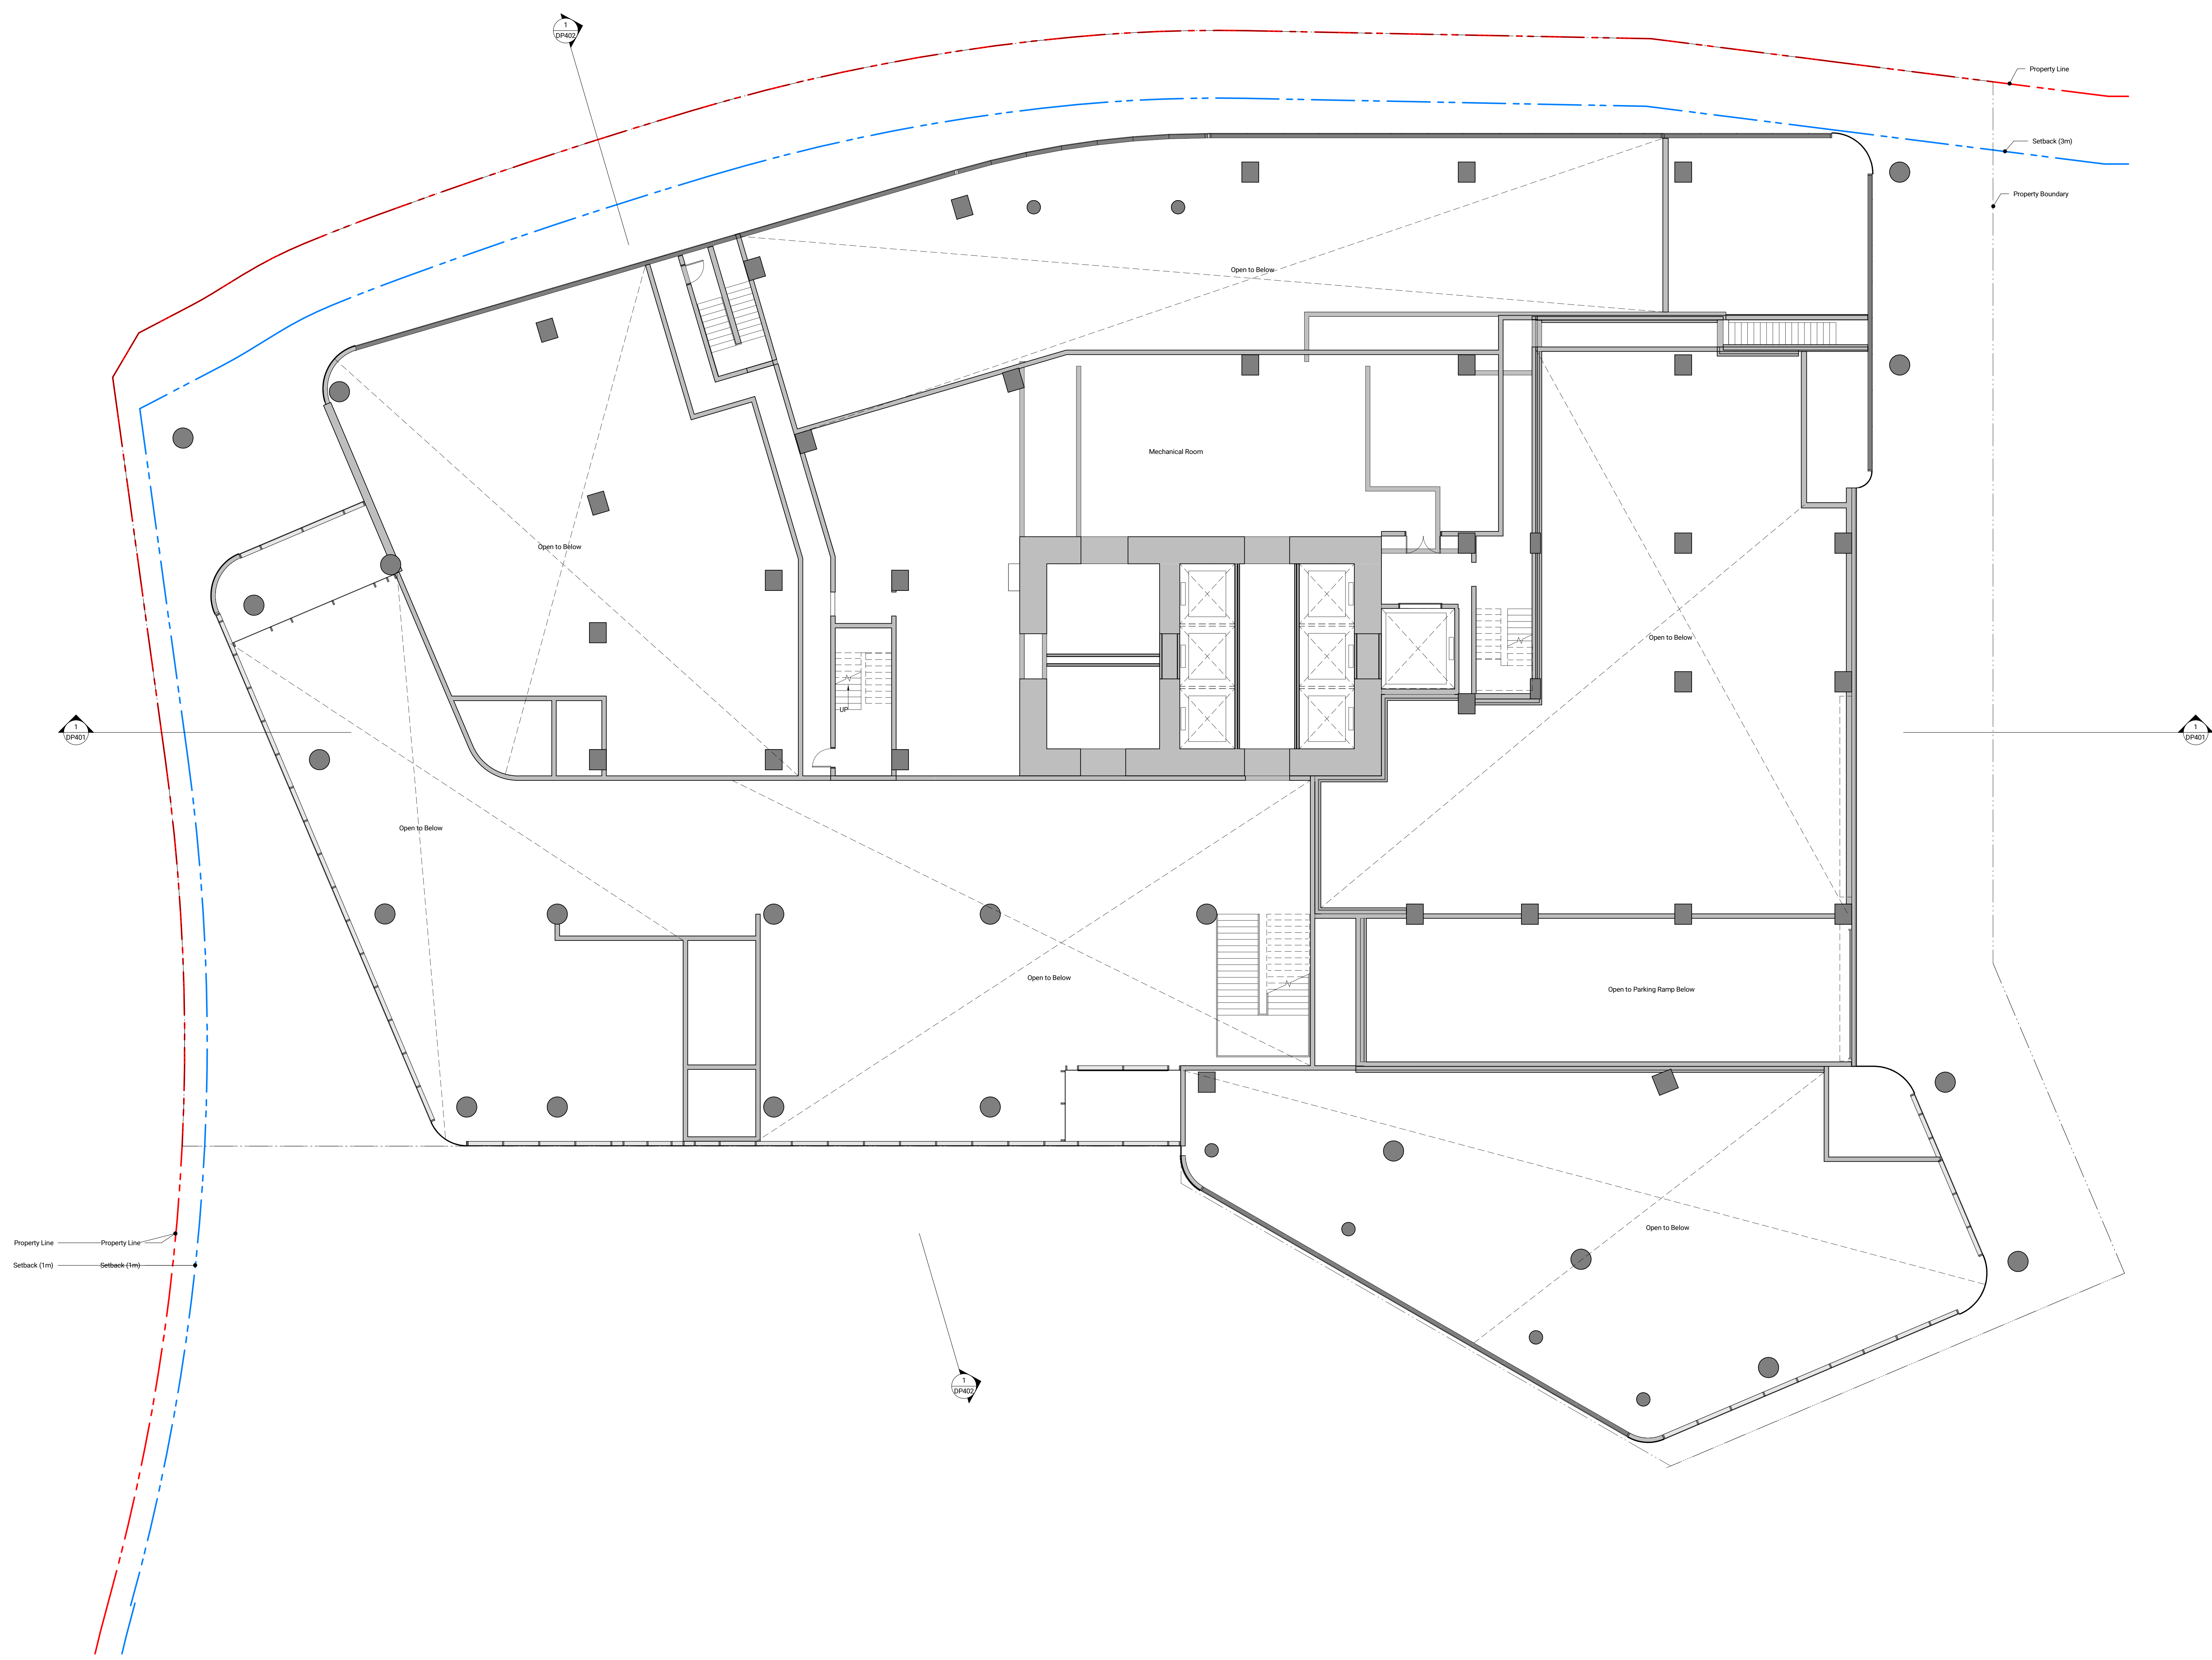 1
DP402
Property Line
Setback (3m)
Property Boundary
Open to Below
Mechanical Room
Open to Below
Open to Below
UP
1
DP401
1
DP401
Open to Below
Open to Below
Open to Parking Ramp Below
Open to Below
Property Line
Property Line
Setback (1m)
Setback (1m)
1
DP402